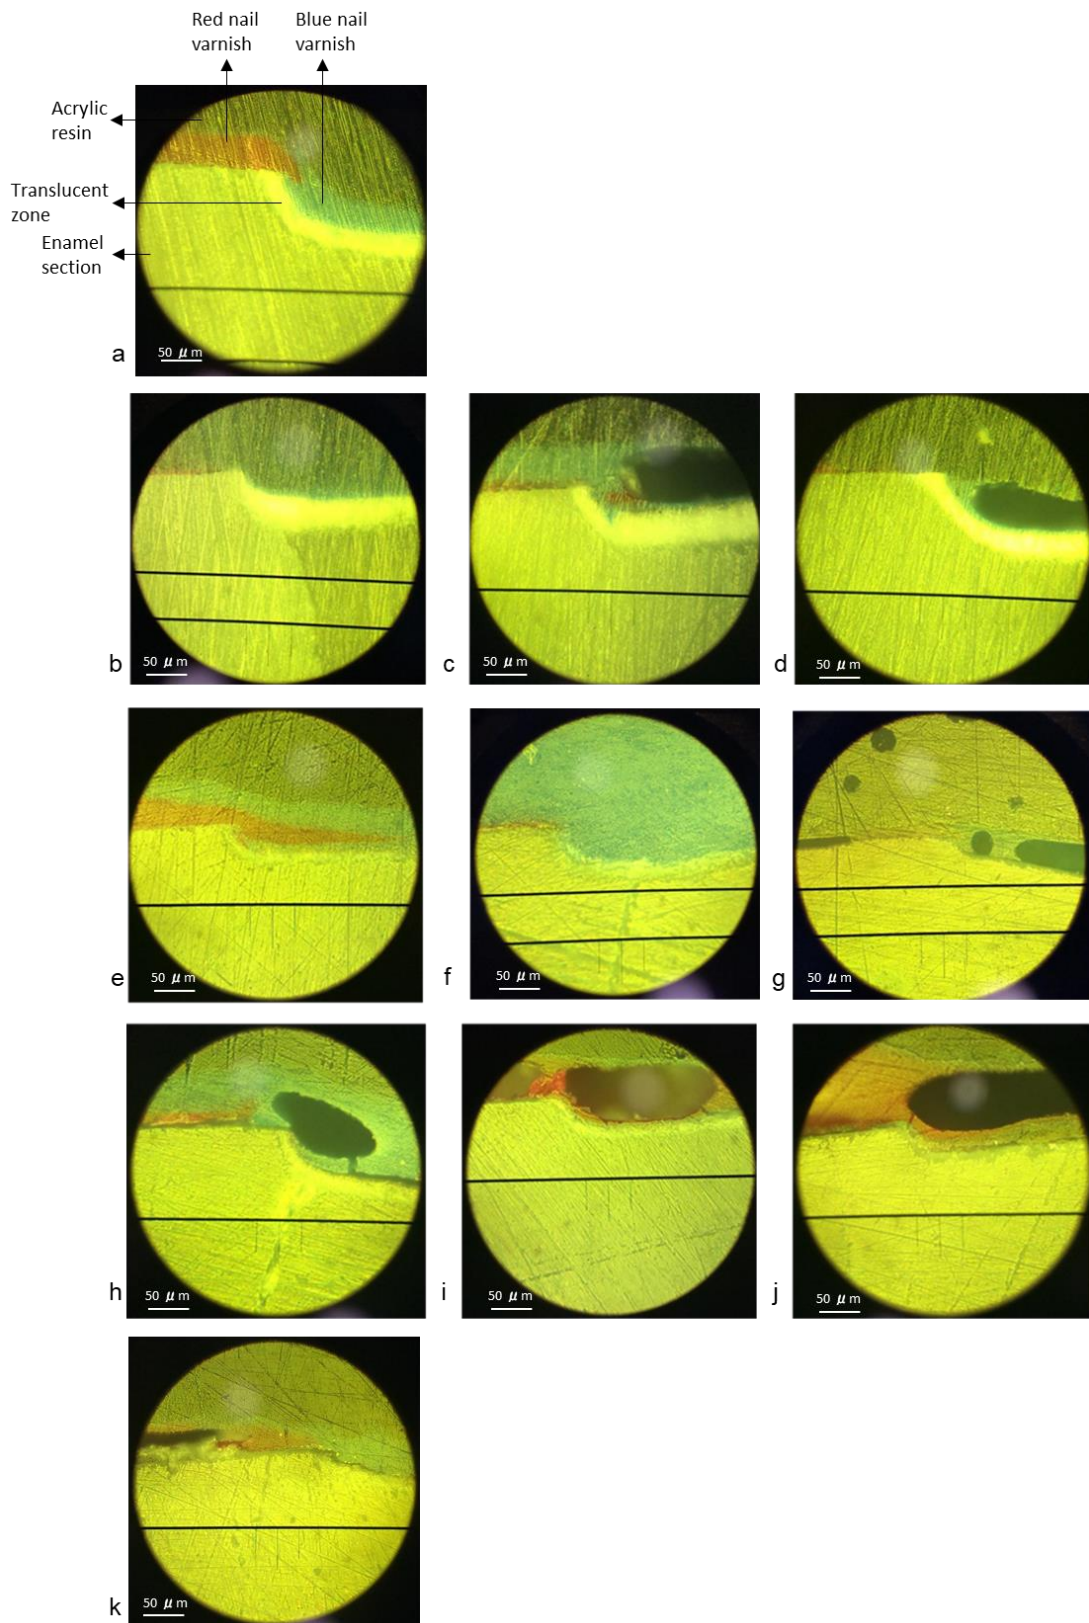 Red nail
varnish
Blue nail
varnish
Acrylic
resin
Translucent
zone
Enamel
section
a
50 μm
b
50 μm
c
50 μm
d
50 μm
e
50 μm
f
50 μm
g
50 μm
h
50 μm
i
50 μm
j
50 μm
k
50 μm